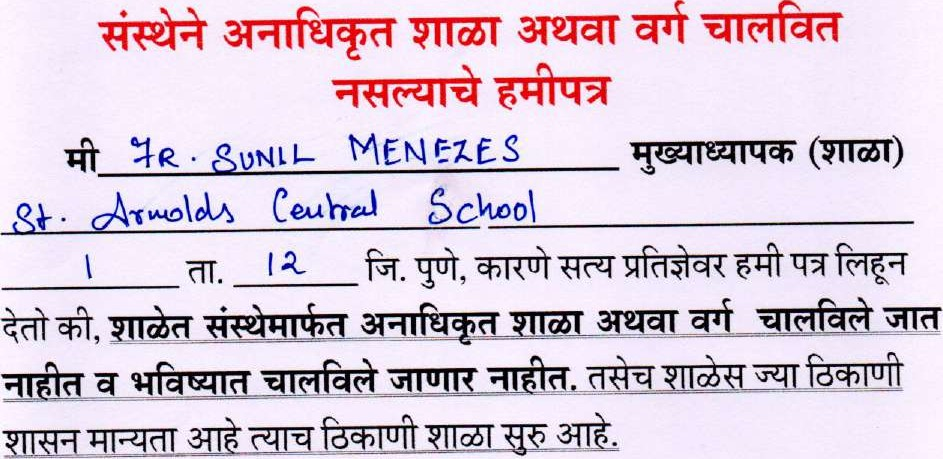 संस्थेने अनाधिकृत शाळा अथवा वर्ग चालवित
नसल्याचे हमीपत्र
मी FR. SUNIL MENEZES मुख्याध्यापक (शाळा)
St. Arnolds Central School
1 ता. 12 जि. पुणे, कारणे सत्य प्रतिज्ञेवर हमी पत्र लिहून
देतो की, शाळेत संस्थेमार्फत अनाधिकृत शाळा अथवा वर्ग चालविले जात
नाहीत व भविष्यात चालविले जाणार नाहीत. तसेच शाळेस ज्या ठिकाणी
शासन मान्यता आहे त्याच ठिकाणी शाळा सुरु आहे.